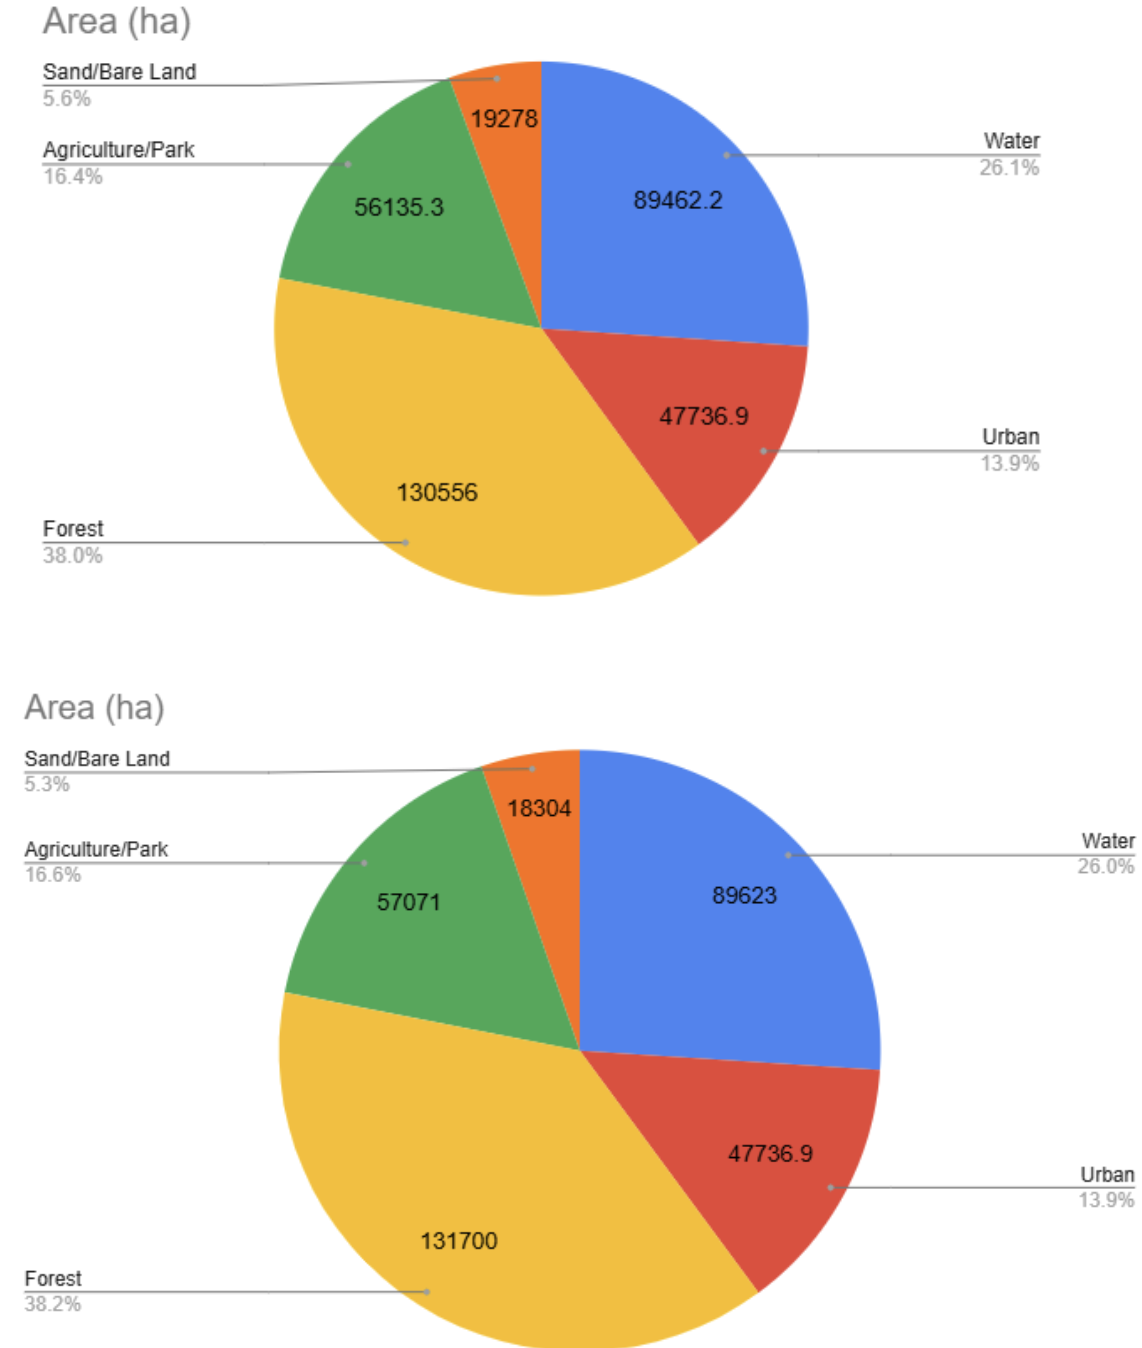 Area (ha)
Sand/Bare Land
5.6%
19278
Water
26.1%
Agriculture/Park
16.4%
56135.3
89462.2
47736.9
Urban
13.9%
130556
Forest
38.0%
Area (ha)
Sand/Bare Land
5.3%
18304
Water
26.0%
Agriculture/Park
16.6%
57071
89623
47736.9
Urban
13.9%
131700
Forest
38.2%